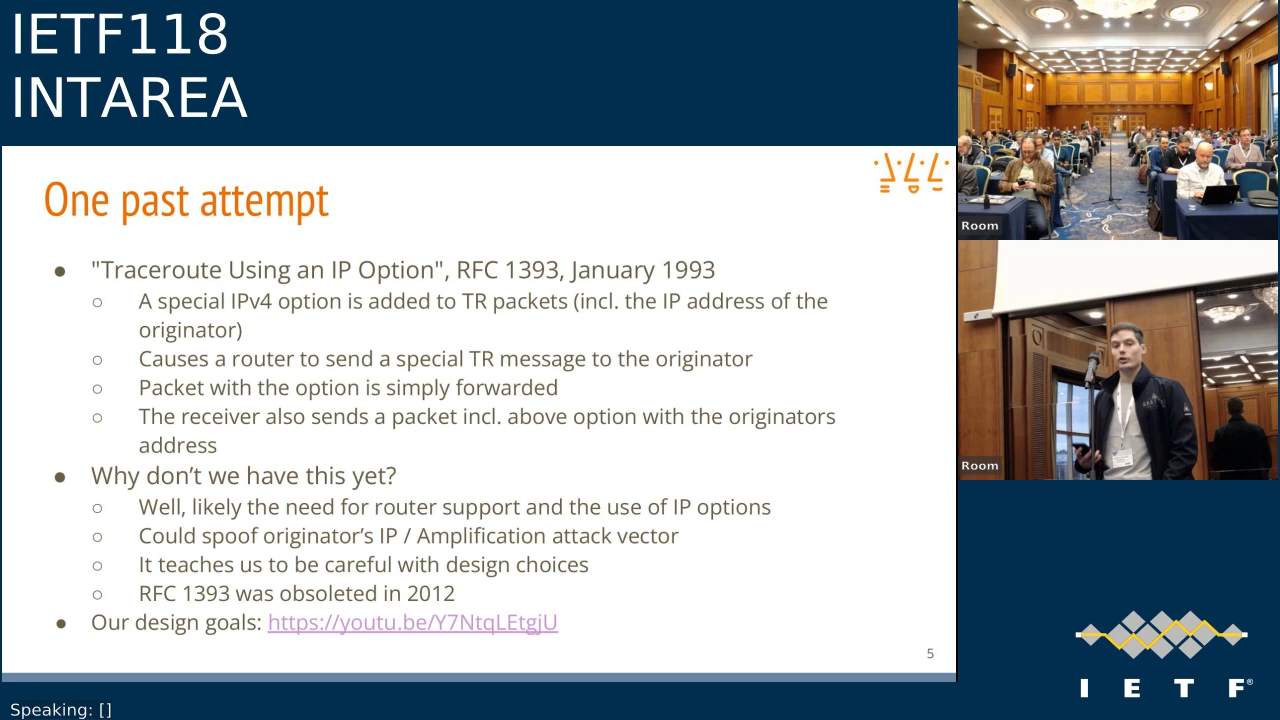 IETF118
INTAREA
One past attempt
● "Traceroute Using an IP Option", RFC 1393, January 1993
○ A special IPv4 option is added to TR packets (incl. the IP address of the
originator)
○ Causes a router to send a special TR message to the originator
○ Packet with the option is simply forwarded
○ The receiver also sends a packet incl. above option with the originators
address
● Why don’t we have this yet?
○ Well, likely the need for router support and the use of IP options
○ Could spoof originator’s IP / Amplification attack vector
○ It teaches us to be careful with design choices
○ RFC 1393 was obsoleted in 2012
● Our design goals: https://youtu.be/Y7NtqLEtgjU
5
Room
Room
I E T F®
Speaking: []